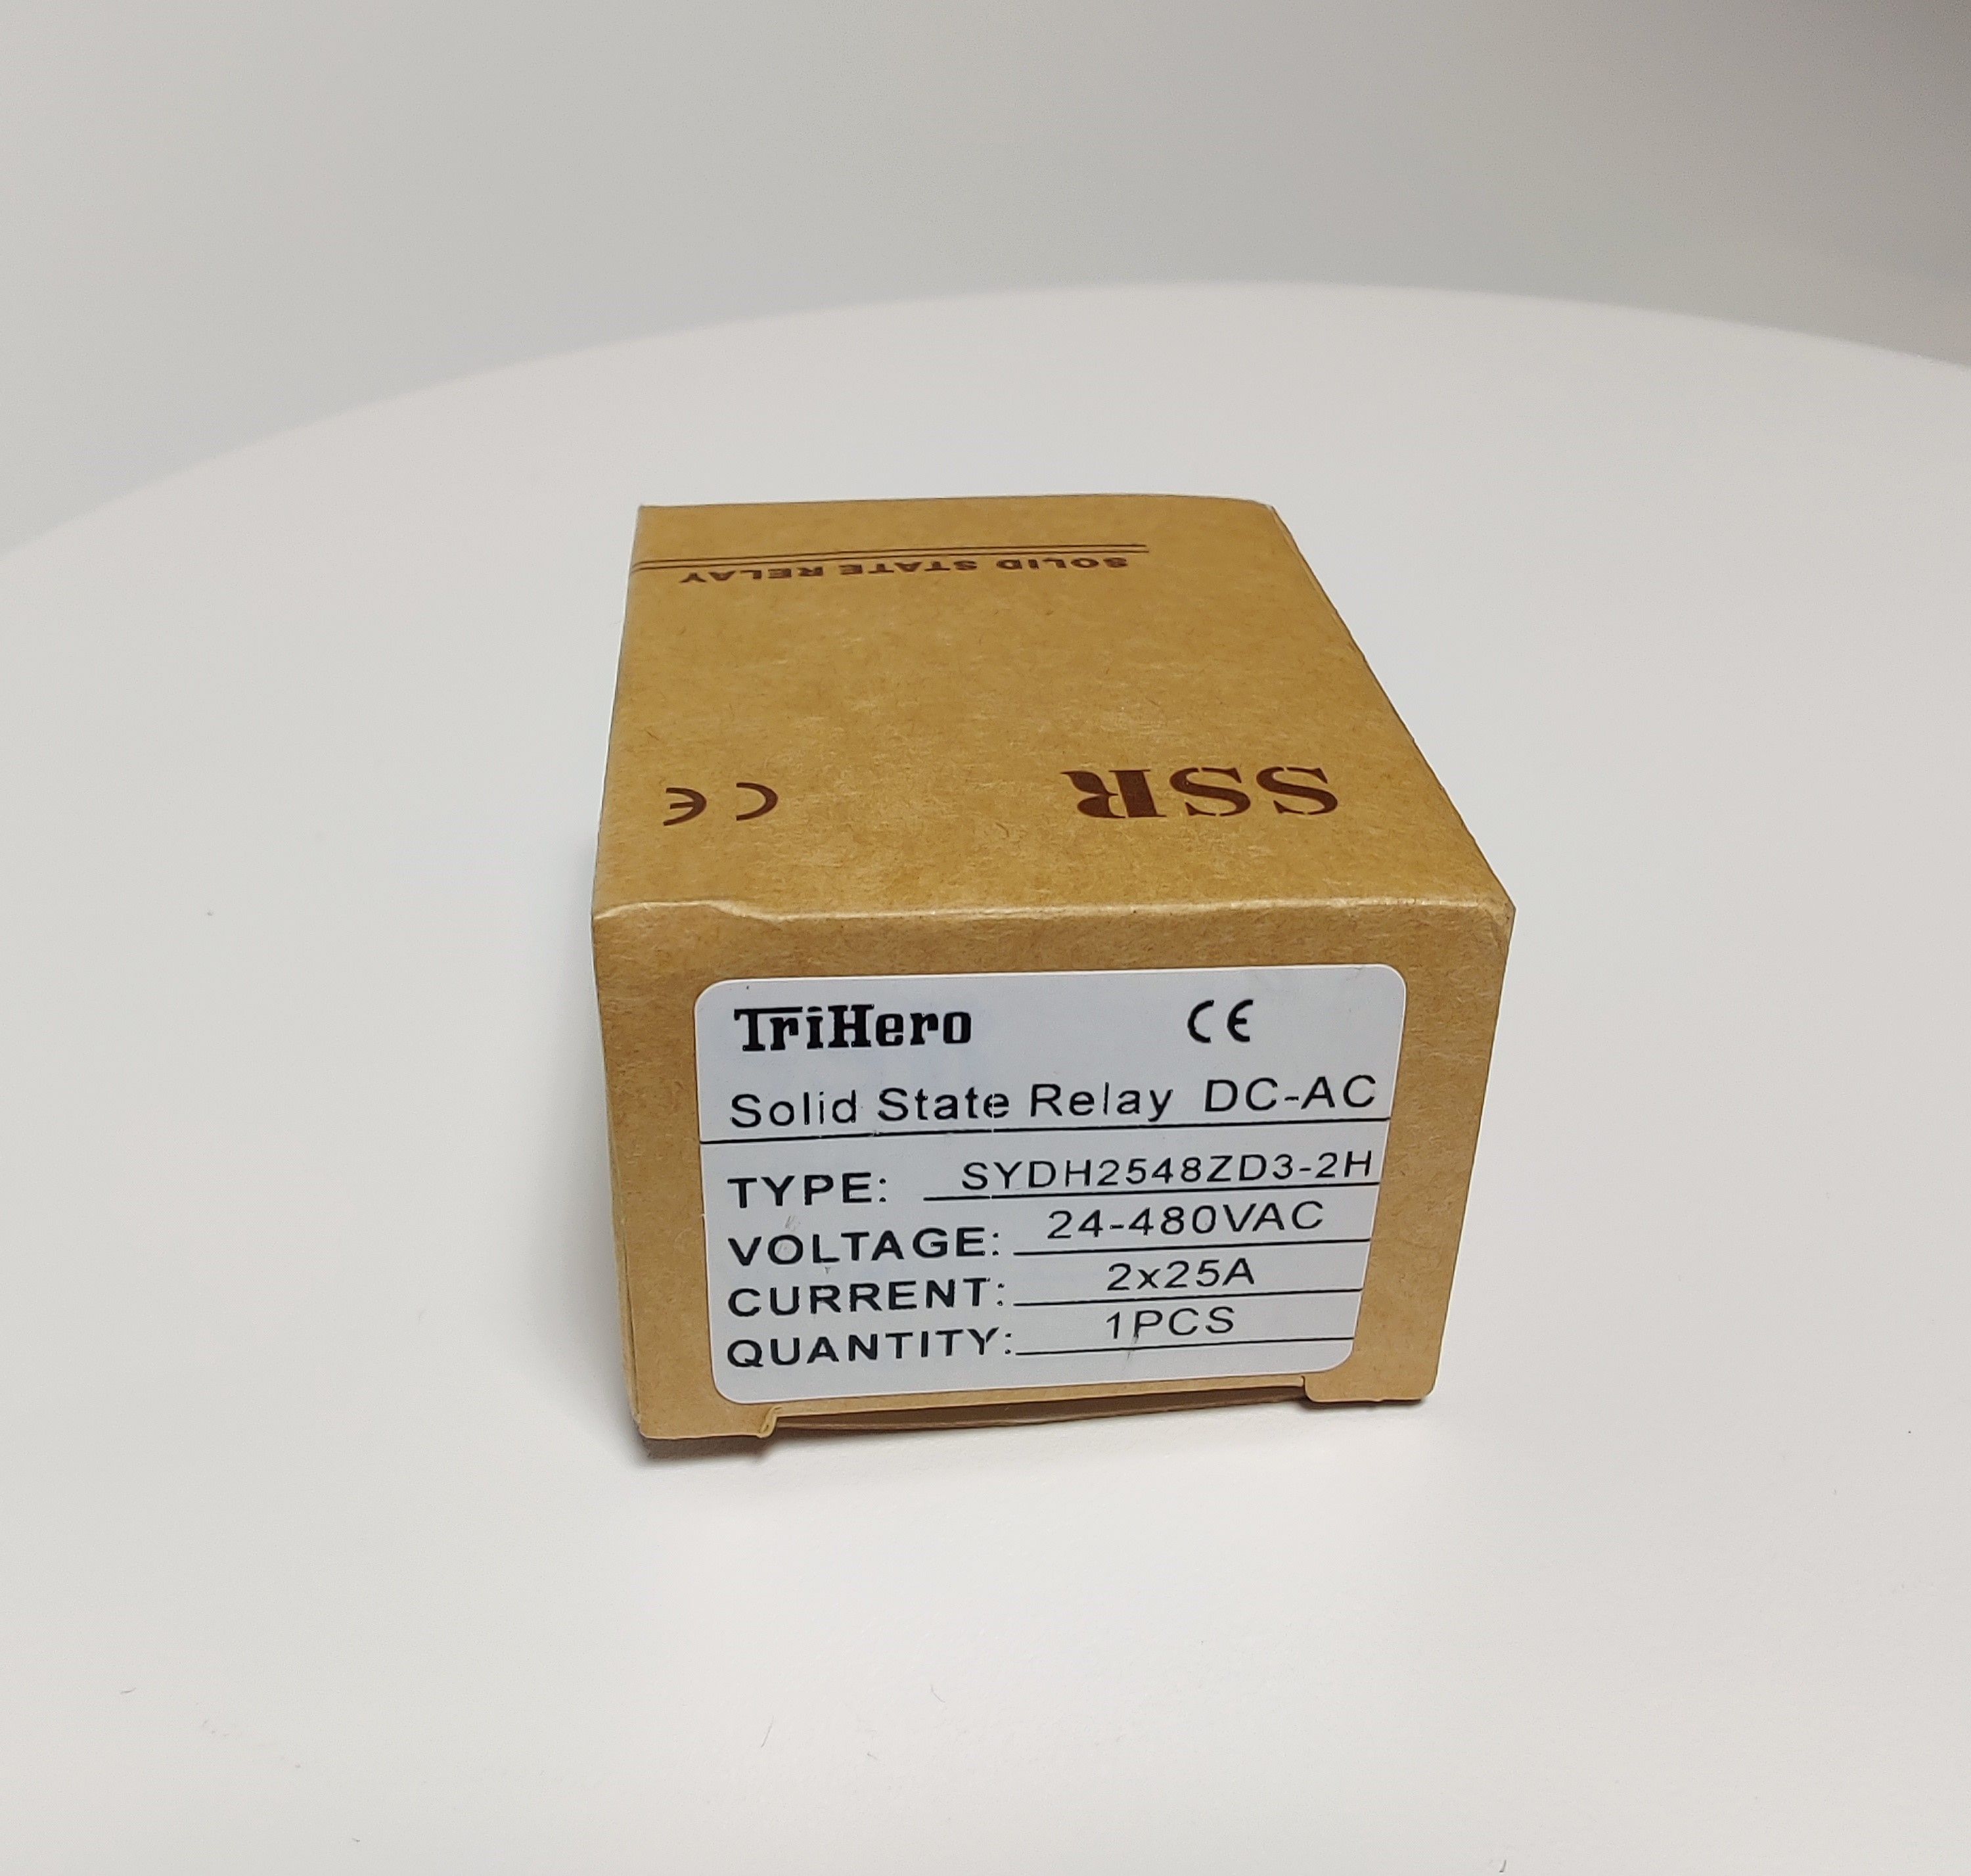 SOLID STATE RELAY
SSR CE
TriHero CE
Solid State Relay DC-AC
TYPE: SYDH2548ZD3-2H
VOLTAGE: 24-480VAC
CURRENT: 2x25A
QUANTITY: 1PCS